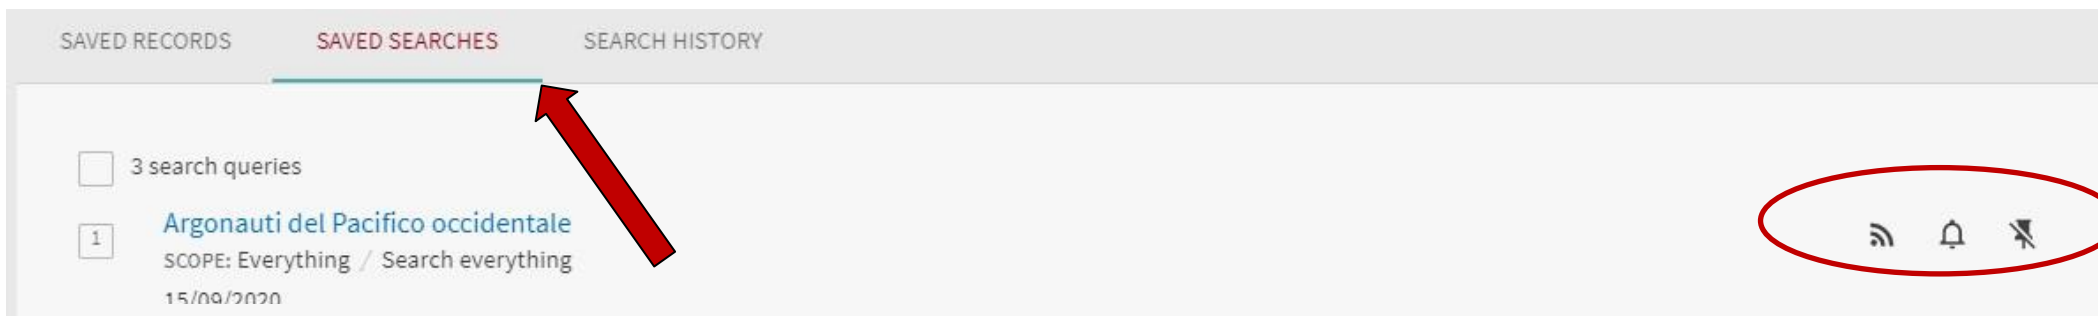 SAVED RECORDS SAVED SEARCHES SEARCH HISTORY
3 search queries
1 Argonauti del Pacifico occidentale
SCOPE: Everything / Search everything
15/09/2020